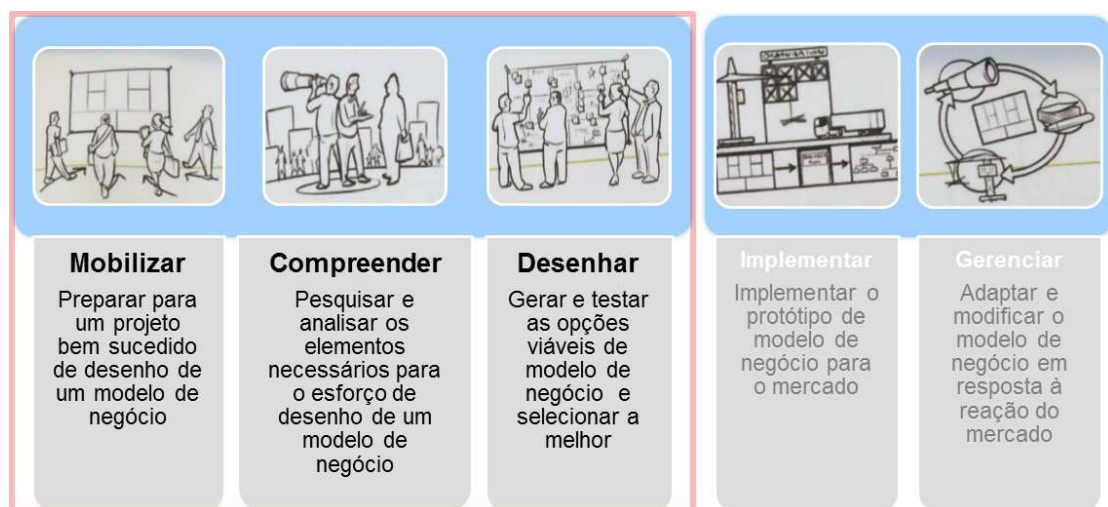 Mobilizar
Preparar para
um projeto
bem sucedido
de desenho de
um modelo de
negócio
Compreender
Pesquisar e
analisar os
elementos
necessários para
o esforço de
desenho de um
modelo de
negócio
Desenhar
Gerar e testar
as opções
viáveis de
modelo de
negócio e
selecionar a
melhor
Implementar
Implementar o
protótipo de
modelo de
negócio para
o mercado
Gerenciar
Adaptar e
modificar o
modelo de
negócio em
resposta à
reação do
mercado